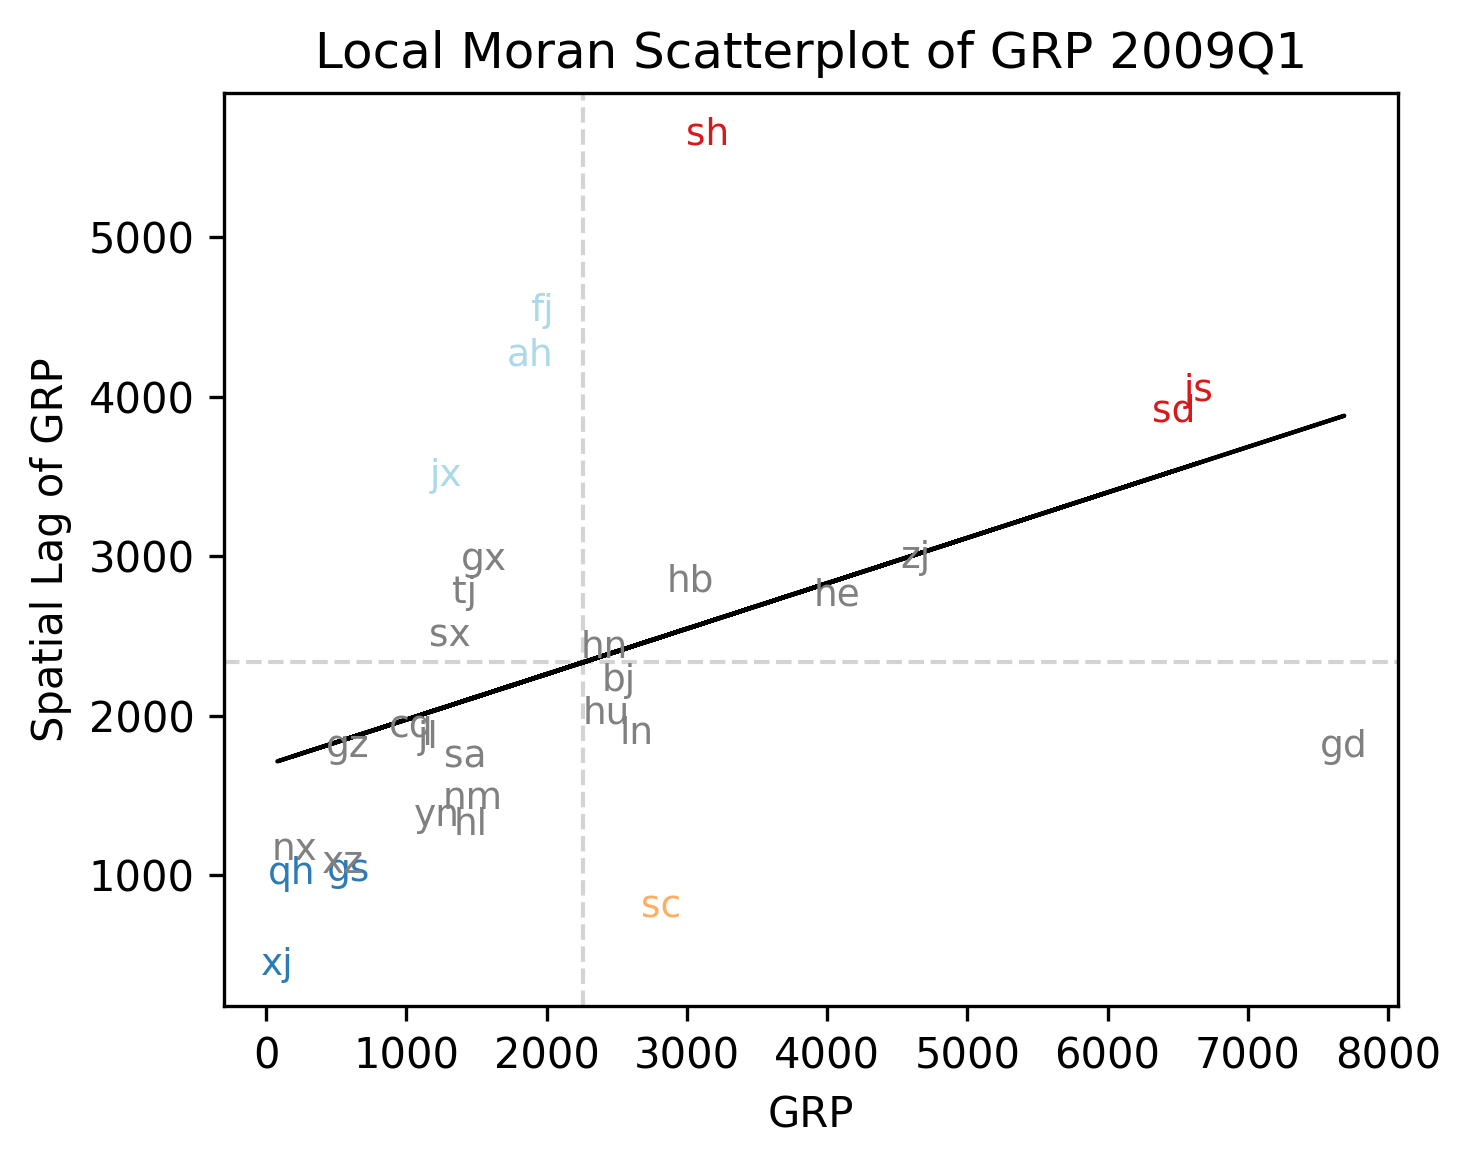 Local Moran Scatterplot of GRP 2009Q1
sh
5000
fj
ah
4000
js
sd
jx
3000
gx
zj
hb
tj
he
sx
hn
bj
2000
hu
cq
jl
ln
gz
sa
gd
nm
yn
hl
nx
xz
gs
qh
1000
sc
xj
Spatial Lag of GRP
0 1000 2000 3000 4000 5000 6000 7000 8000
GRP